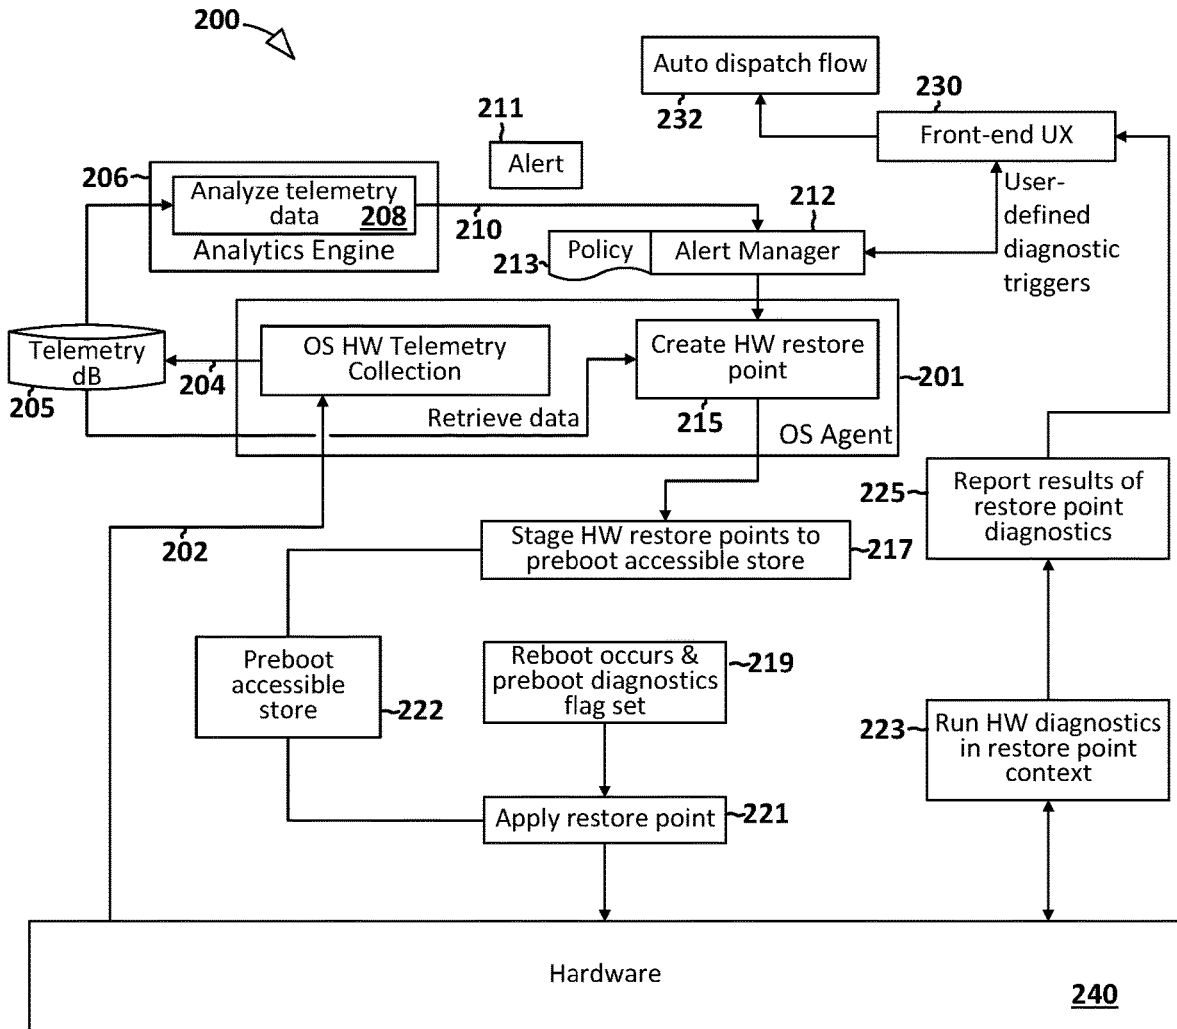 200
Auto dispatch flow
232
230
Front-end UX
211
Alert
206
Analyze telemetry
data
208
Analytics Engine
210
212
Policy
213
Alert Manager
User-
defined
diagnostic
triggers
Telemetry
dB
205
204
OS HW Telemetry
Collection
Create HW restore
point
215
201
Retrieve data
OS Agent
202
Stage HW restore points to
preboot accessible store
217
225
Report results of
restore point
diagnostics
Preboot
accessible
store
222
Reboot occurs &
preboot diagnostics
flag set
219
223
Run HW diagnostics
in restore point
context
Apply restore point
221
Hardware
240